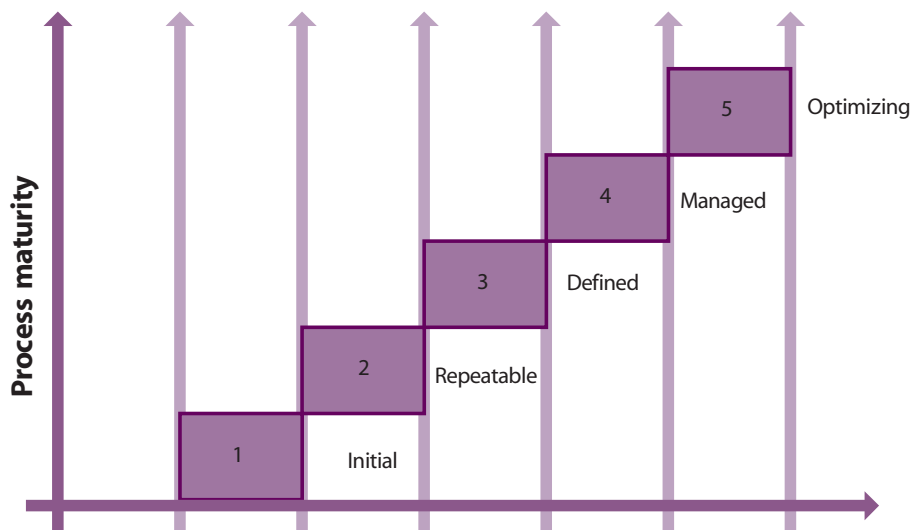 5
Optimizing
4
Managed
3
Defined
2
Repeatable
1
Initial
Process maturity